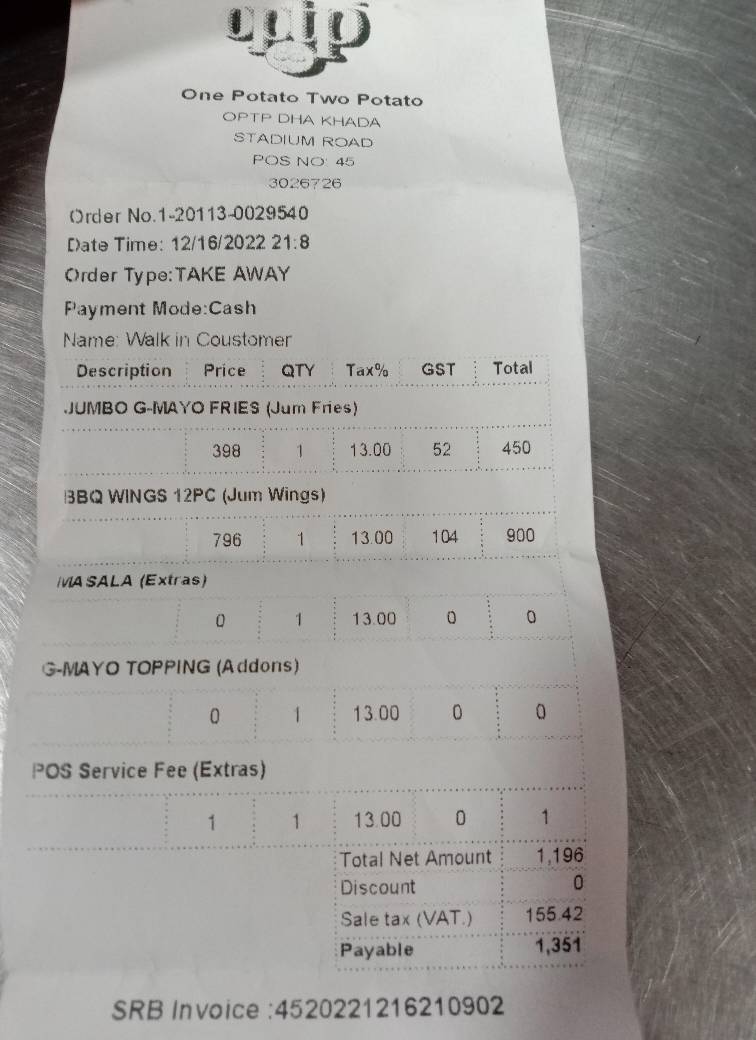 optp
One Potato Two Potato
OPTP DHA KHADA
STADIUM ROAD
POS NO: 45
3026726
Order No.1-20113-0029540
Date Time: 12/16/2022 21:8
Order Type:TAKE AWAY
Payment Mode:Cash
Name: Walk in Coustomer
Description Price QTY Tax% GST Total
JUMBO G-MAYO FRIES (Jum Fries)
398 1 13.00 52 450
BBQ WINGS 12PC (Jum Wings)
796 1 13.00 104 900
MASALA (Extras)
0 1 13.00 0 0
G-MAYO TOPPING (Addons)
0 1 13.00 0 0
POS Service Fee (Extras)
1 1 13.00 0 1
Total Net Amount 1,196
Discount 0
Sale tax (VAT.) 155.42
Payable 1,351
SRB Invoice :4520221216210902